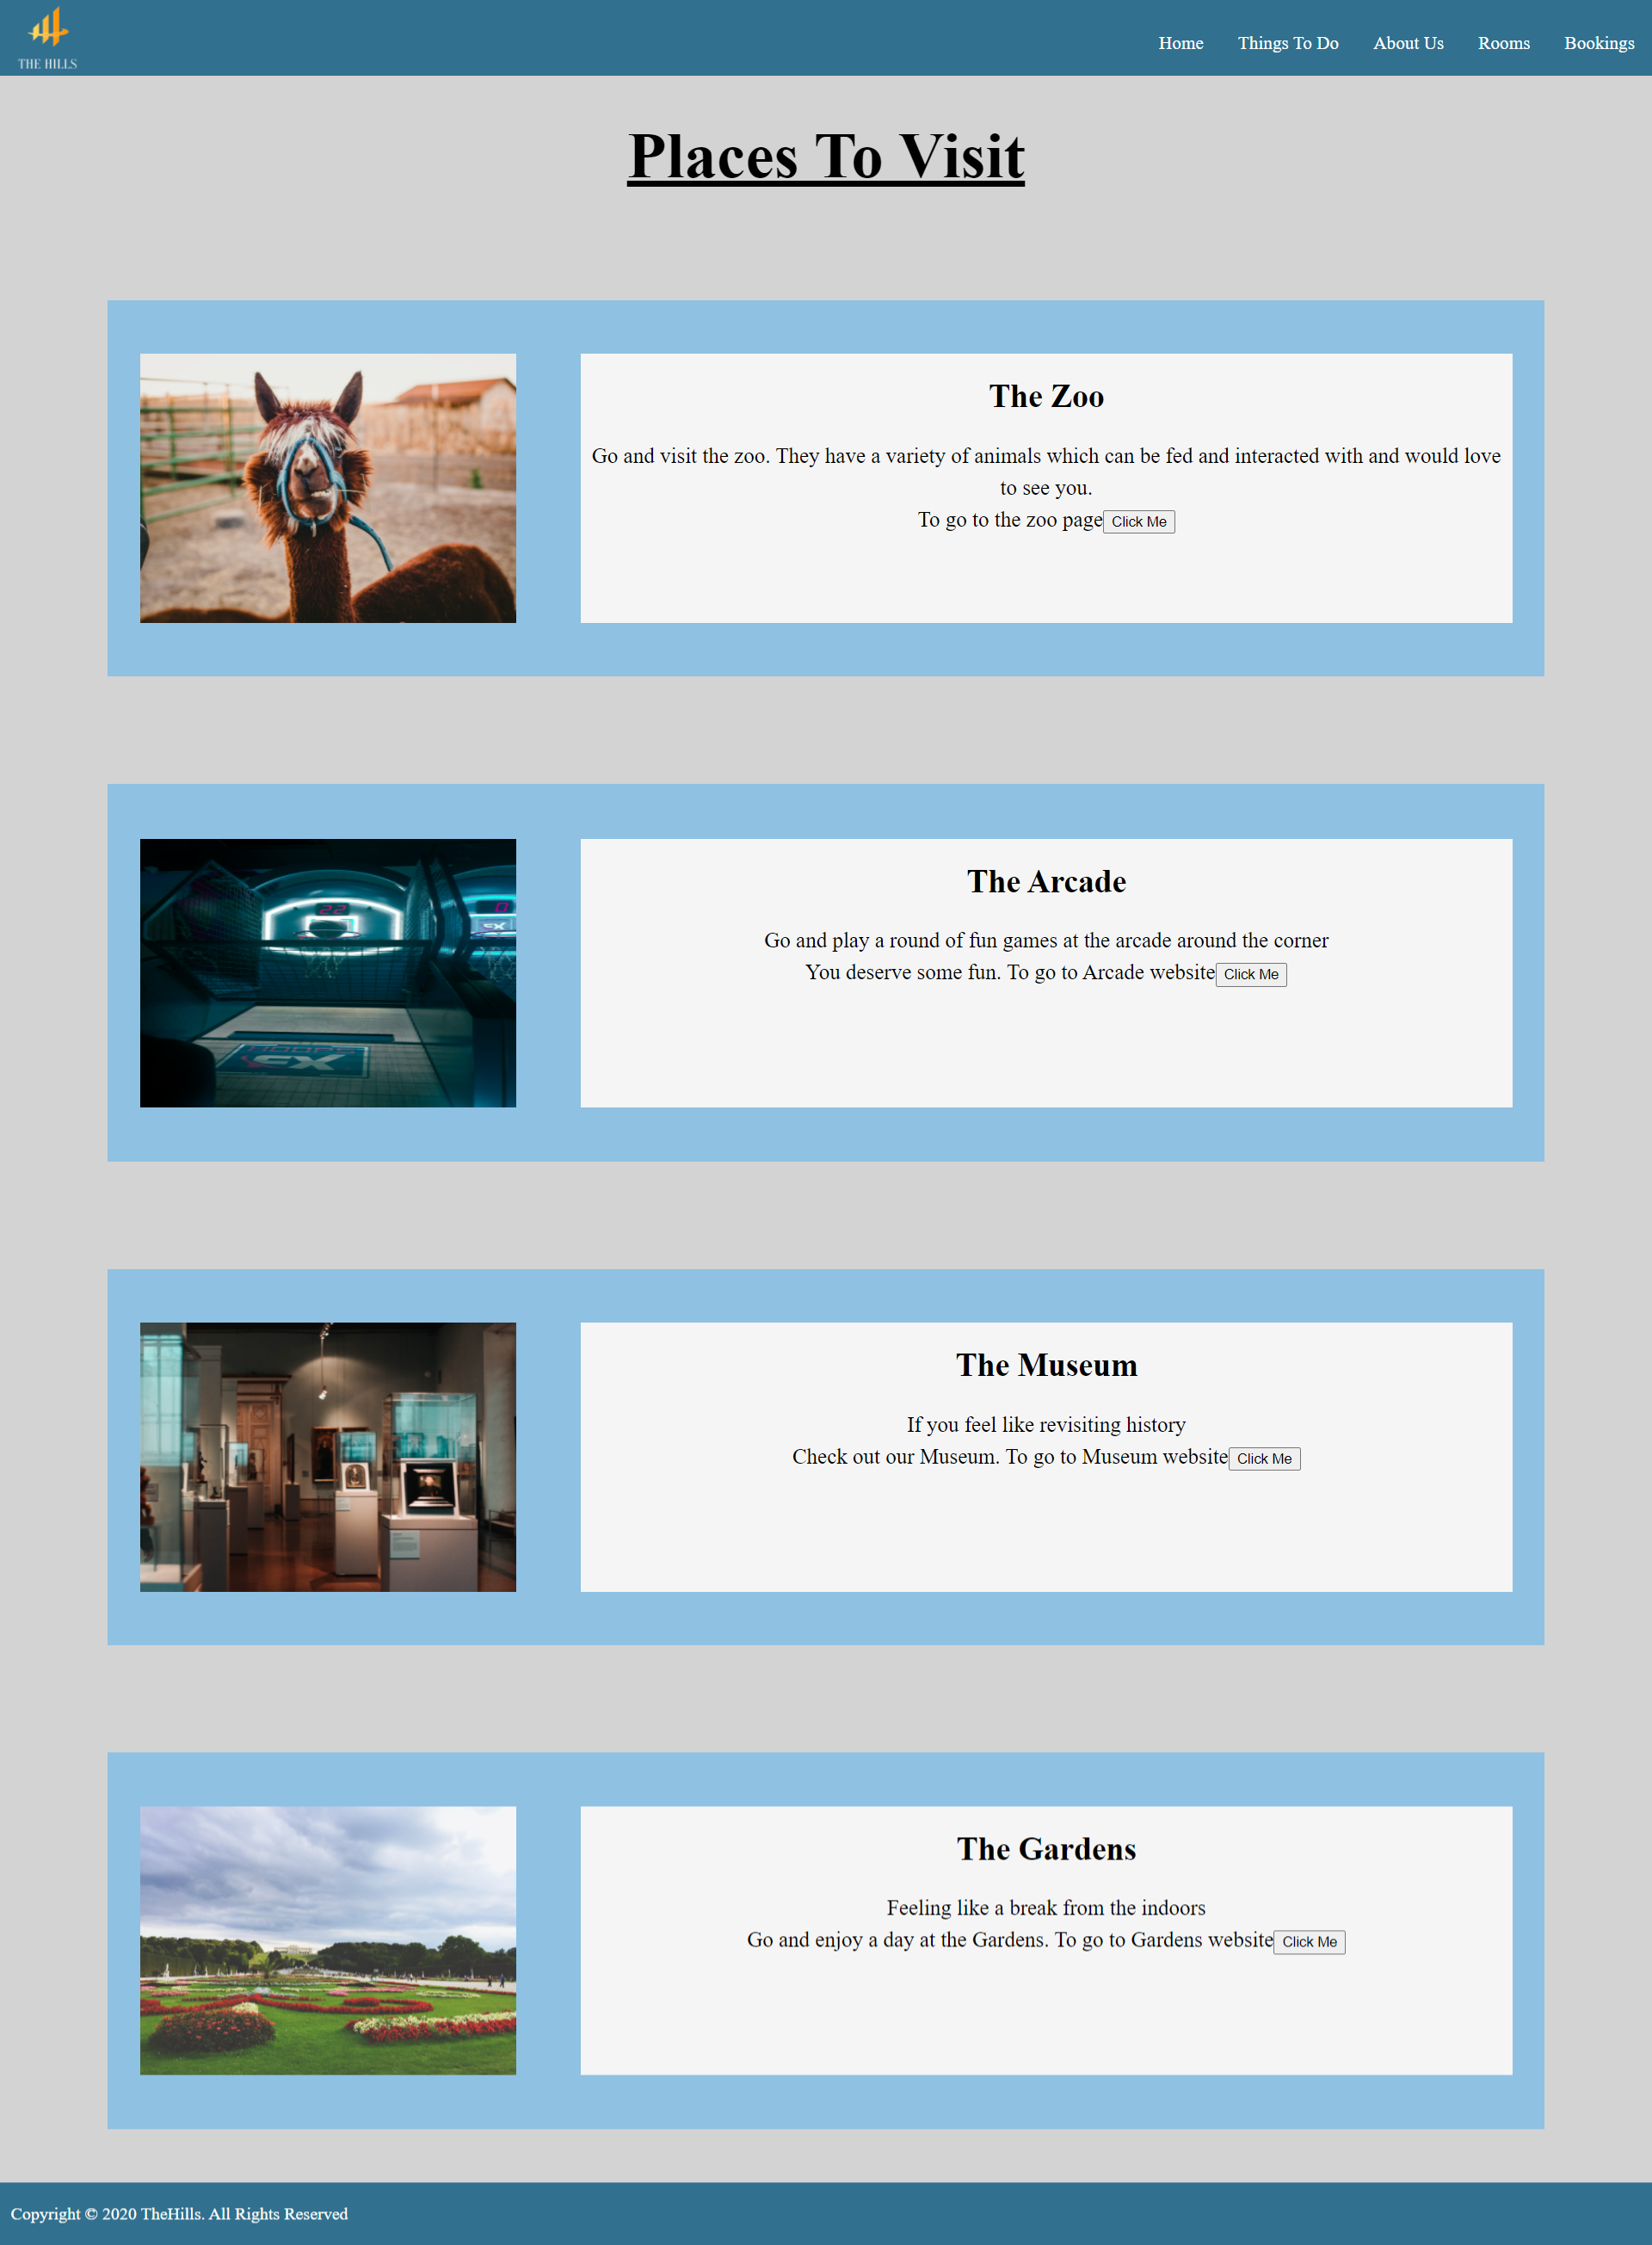 THE HILLS
Home Things To Do About Us Rooms Bookings
Places To Visit
The Zoo
Go and visit the zoo. They have a variety of animals which can be fed and interacted with and would love
to see you.
To go to the zoo page Click Me
22
0
CX
The Arcade
Go and play a round of fun games at the arcade around the corner
You deserve some fun. To go to Arcade website Click Me
HOOPS
The Museum
If you feel like revisiting history
Check out our Museum. To go to Museum website Click Me
The Gardens
Feeling like a break from the indoors
Go and enjoy a day at the Gardens. To go to Gardens website Click Me
Copyright © 2020 TheHills. All Rights Reserved